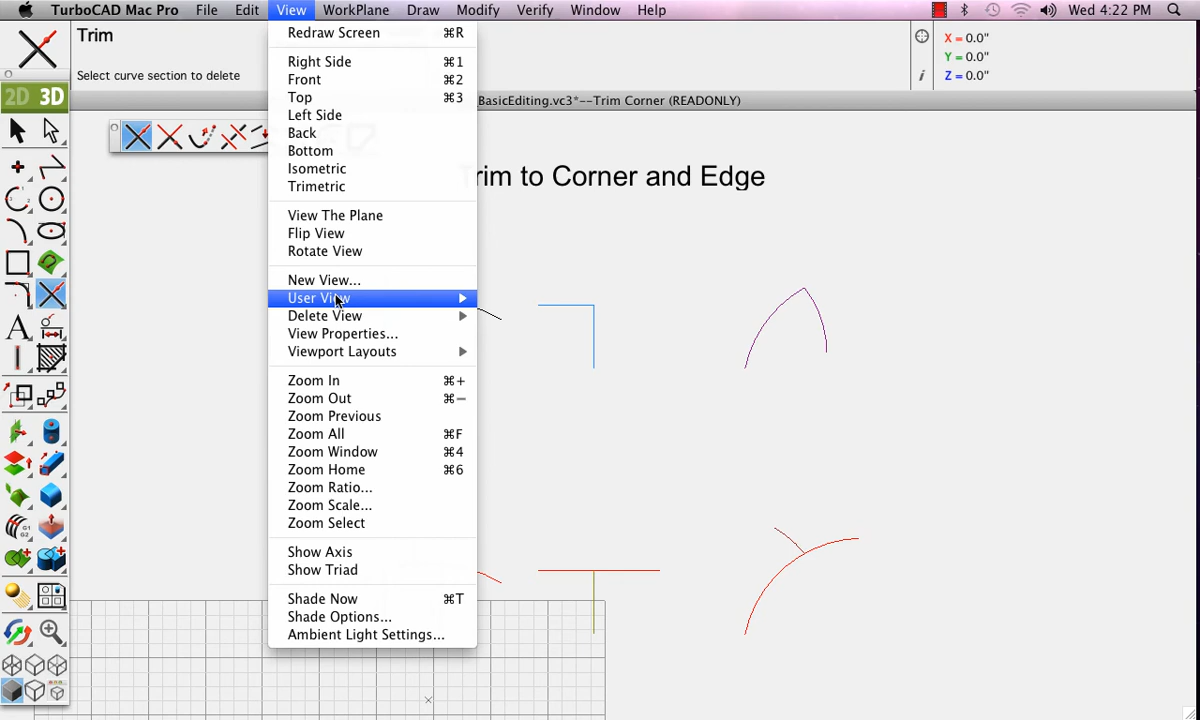 TurboCAD Mac Pro File Edit View WorkPlane Draw Modify Verify Window Help Wed 4:22 PM
Trim
Select curve section to delete
X = 0.0"
Y = 0.0"
Z = 0.0"
i
2D 3D
BasicEditing.vc3*--Trim Corner (READONLY)
rim to Corner and Edge
Redraw Screen ⌘R
Right Side ⌘1
Front ⌘2
Top ⌘3
Left Side
Back
Bottom
Isometric
Trimetric
View The Plane
Flip View
Rotate View
New View...
User View
Delete View
View Properties...
Viewport Layouts
Zoom In ⌘+
Zoom Out ⌘−
Zoom Previous
Zoom All ⌘F
Zoom Window ⌘4
Zoom Home ⌘6
Zoom Ratio...
Zoom Scale...
Zoom Select
Show Axis
Show Triad
Shade Now ⌘T
Shade Options...
Ambient Light Settings...
A
G1
G2